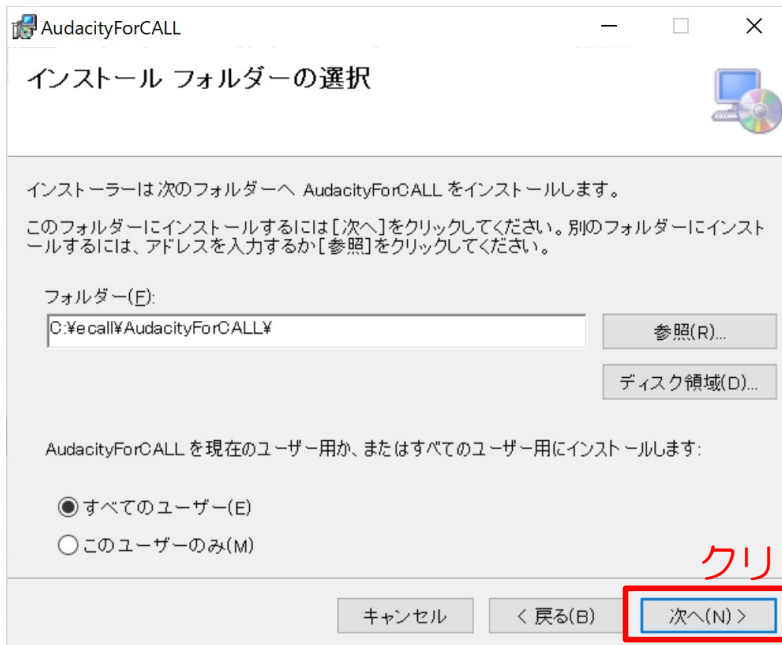 AudacityForCALL
インストール フォルダーの選択
インストーラーは次のフォルダーへ AudacityForCALL をインストールします。
このフォルダーにインストールするには[次へ]をクリックしてください。別のフォルダーにインスト
ールするには、アドレスを入力するか[参照]をクリックしてください。
フォルダー(F):
C:¥ecall¥AudacityForCALL¥
参照(R)...
ディスク領域(D)...
AudacityForCALL を現在のユーザー用か、またはすべてのユーザー用にインストールします:
すべてのユーザー(E)
このユーザーのみ(M)
クリ
キャンセル
< 戻る(B)
次へ(N) >